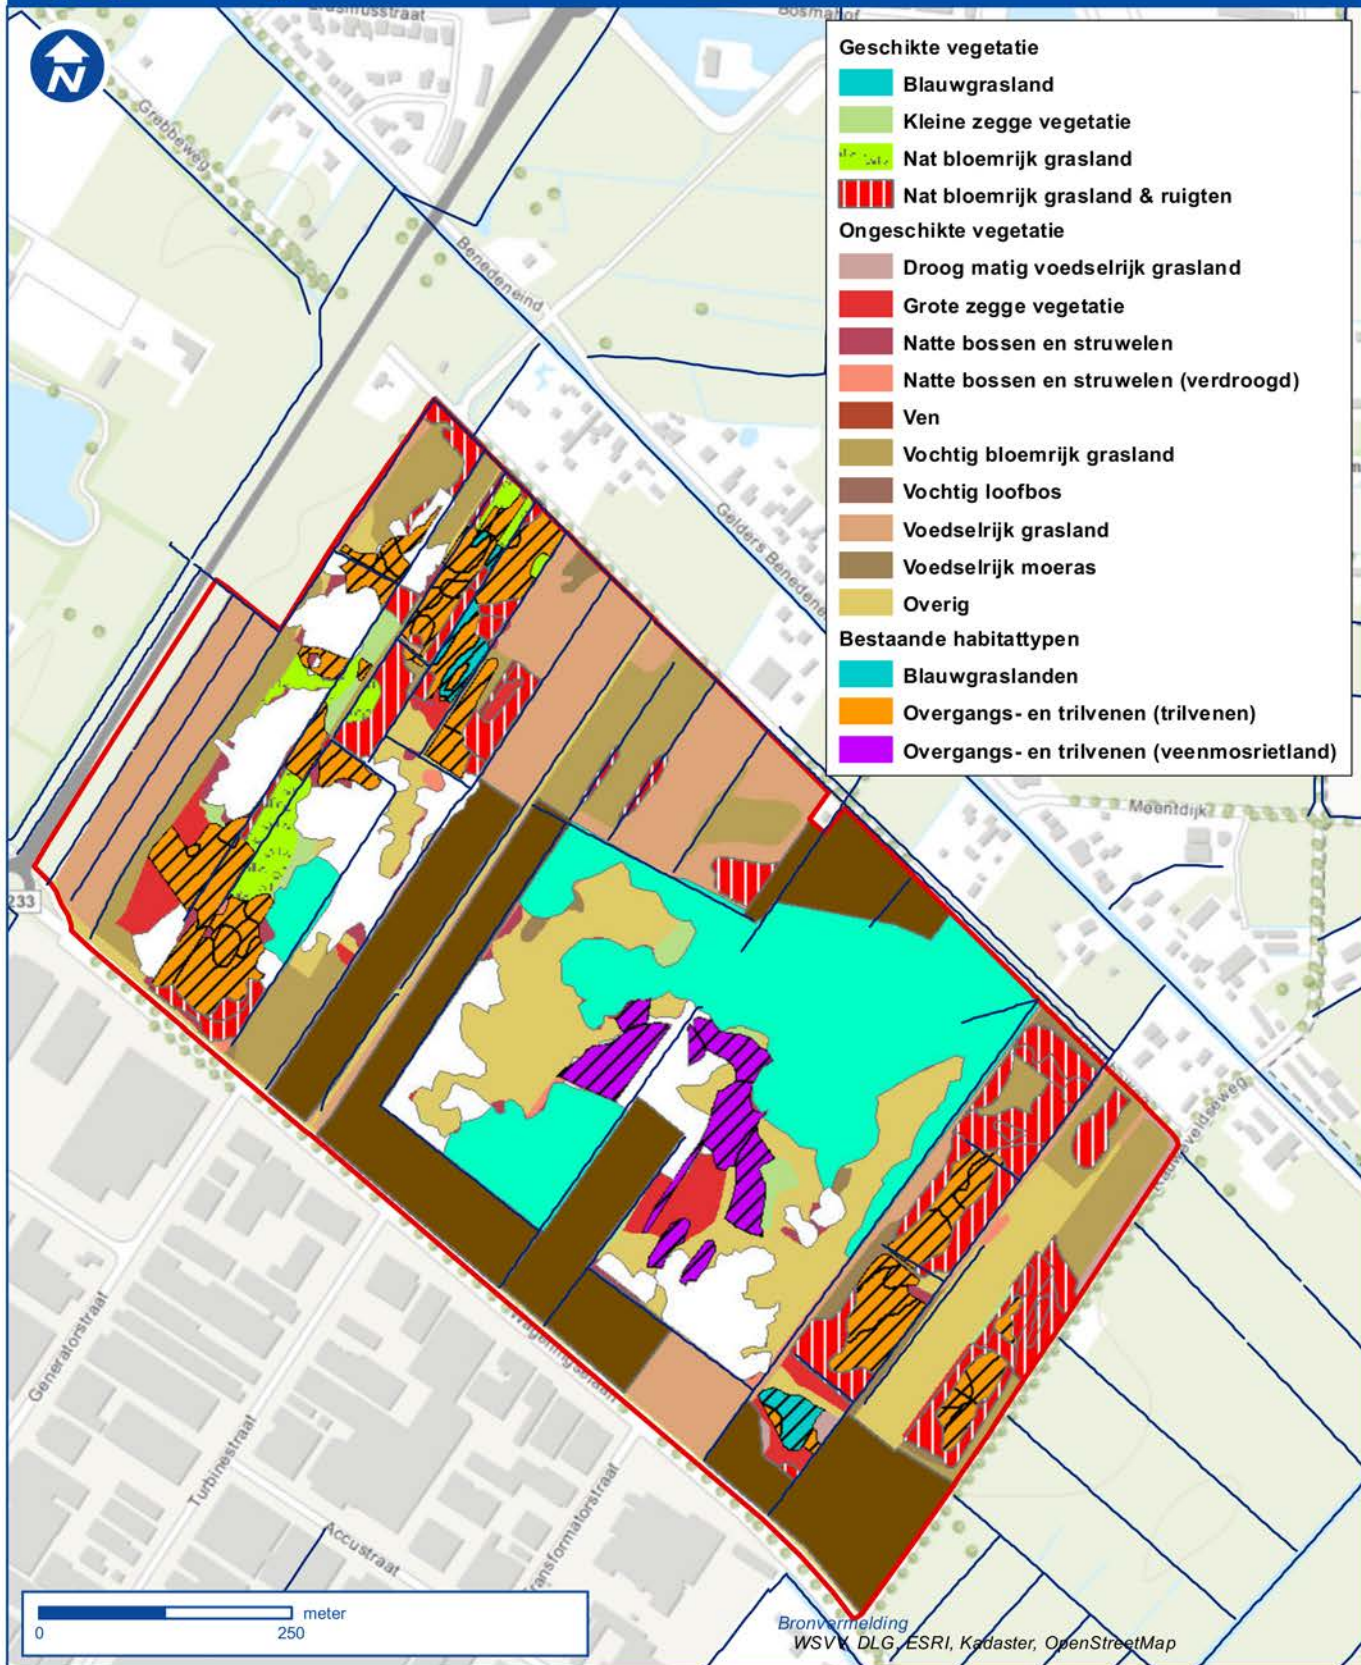 Erasmusstraat
Bosmahof
N
Grebbeweg
Benedeneind
Geschikte vegetatie
Blauwgrasland
Kleine zegge vegetatie
Nat bloemrijk grasland
Nat bloemrijk grasland & ruigten
Ongeschikte vegetatie
Droog matig voedselrijk grasland
Grote zegge vegetatie
Natte bossen en struwelen
Natte bossen en struwelen (verdroogd)
Ven
Vochtig bloemrijk grasland
Vochtig loofbos
Voedselrijk grasland
Voedselrijk moeras
Overig
Bestaande habitattypen
Blauwgraslanden
Overgangs- en trilvenen (trilvenen)
Overgangs- en trilvenen (veenmosrietland)
Gelders Benedene
Meentdijk
233
Generatorstraat
Turbinestraat
Accustraat
meter
0
250
Bronvermelding
WSVV, DLG, ESRI, Kadaster, OpenStreetMap